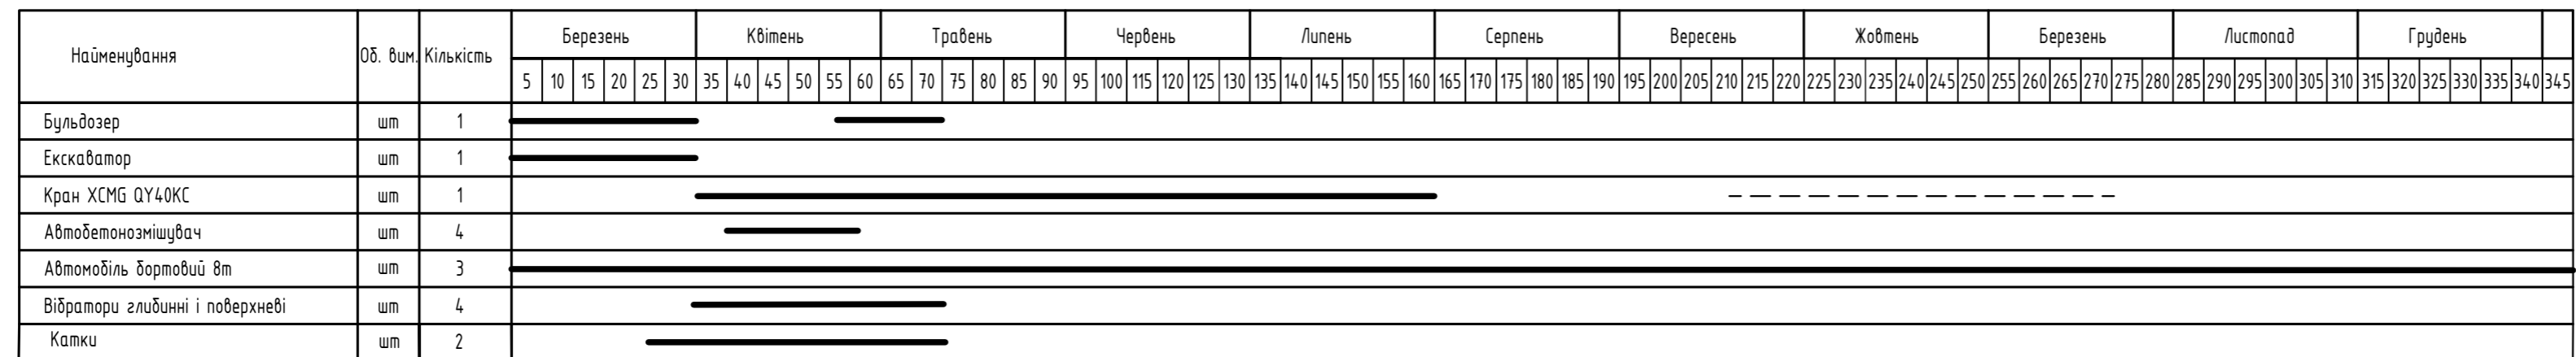 Найменування Об. вим. Кількість Березень Квітень Травень Червень Липень Серпень Вересень Жовтень Березень Листопад Грудень
5 10 15 20 25 30 35 40 45 50 55 60 65 70 75 80 85 90 95 100 115 120 125 130 135 140 145 150 155 160 165 170 175 180 185 190 195 200 205 210 215 220 225 230 235 240 245 250 255 260 265 270 275 280 285 290 295 300 305 310 315 320 325 330 335 340 345
Бульдозер шт 1
Екскаватор шт 1
Кран XCMG QY40KC шт 1
Автобетонозмішувач шт 4
Автомобіль бортовий 8т шт 3
Вібратори глибинні і поверхневі шт 4
Катки шт 2